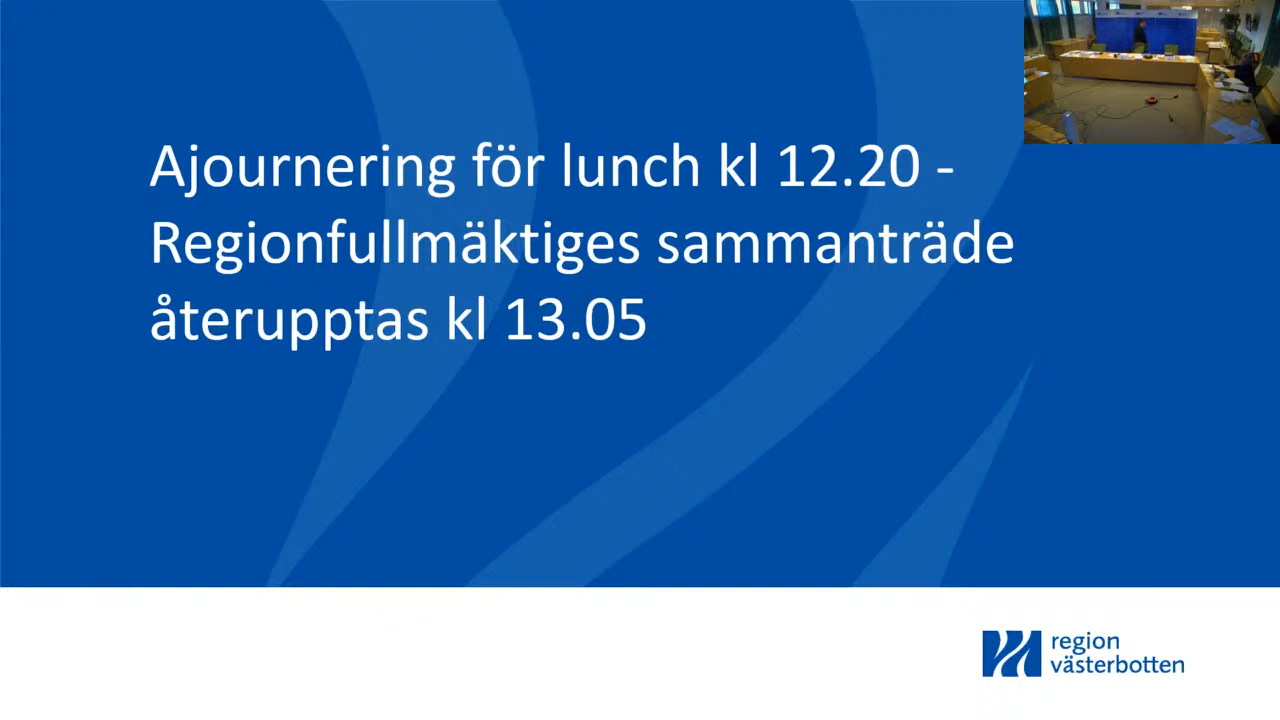 Ajournering för lunch kl 12.20 -
Regionfullmäktiges sammanträde
återupptas kl 13.05
region
västerbotten